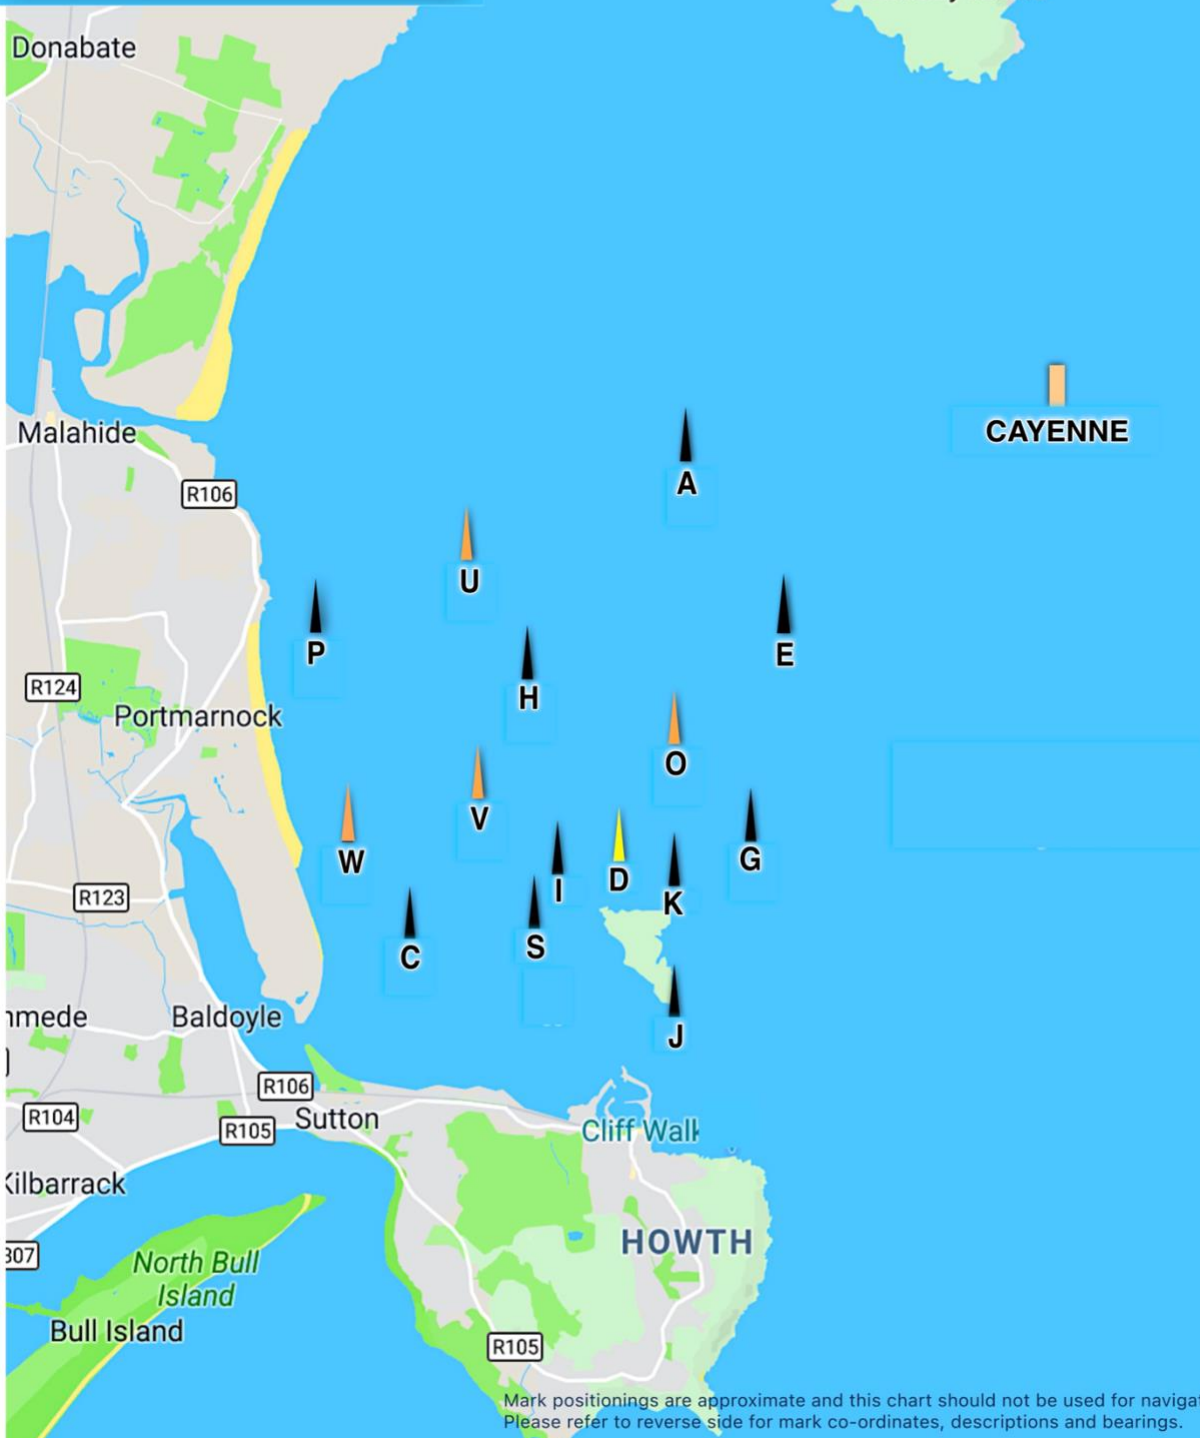 Donabate
CAYENNE
Malahide
A
R106
U
P
E
H
R124
Portmarnock
O
V
W
G
I
D
K
R123
C
S
Baldoyle
J
R106
R104
Sutton
R105
Cliff Walk
Kilbarrack
HOWTH
North Bull
Island
Bull Island
R105
Mark positionings are approximate and this chart should not be used for
Please refer to reverse side for mark co-ordinates, descriptions and bearings.